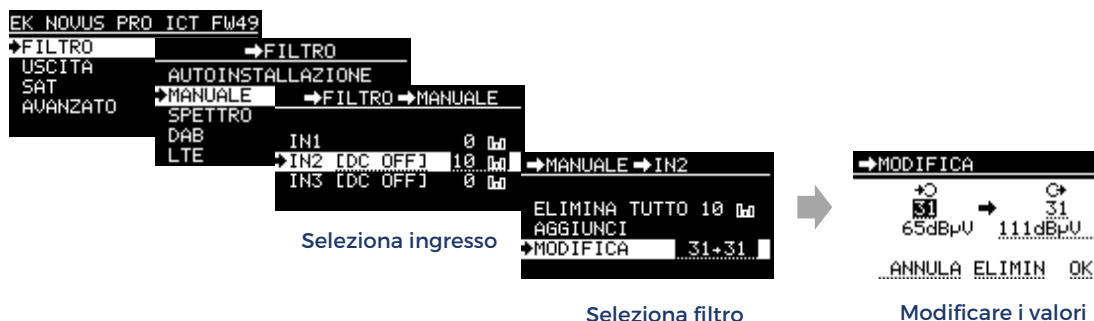 EK NOVUS PRO ICT FW49
➔FILTRO
USCITA
SAT
AVANZATO
➔FILTRO
AUTOINSTALLAZIONE
➔MANUALE
SPETTRO
DAB
LTE
➔FILTRO ➔MANUALE
IN1 0
➔IN2 [DC OFF] 10
IN3 [DC OFF] 0
Seleziona ingresso
➔MANUALE ➔IN2
ELIMINA TUTTO 10
AGGIUNCI
➔MODIFICA 31➔31
Seleziona filtro
➔MODIFICA
31 ➔ 31
65dBµV 111dBµV
ANNULA ELIMIN OK
Modificare i valori